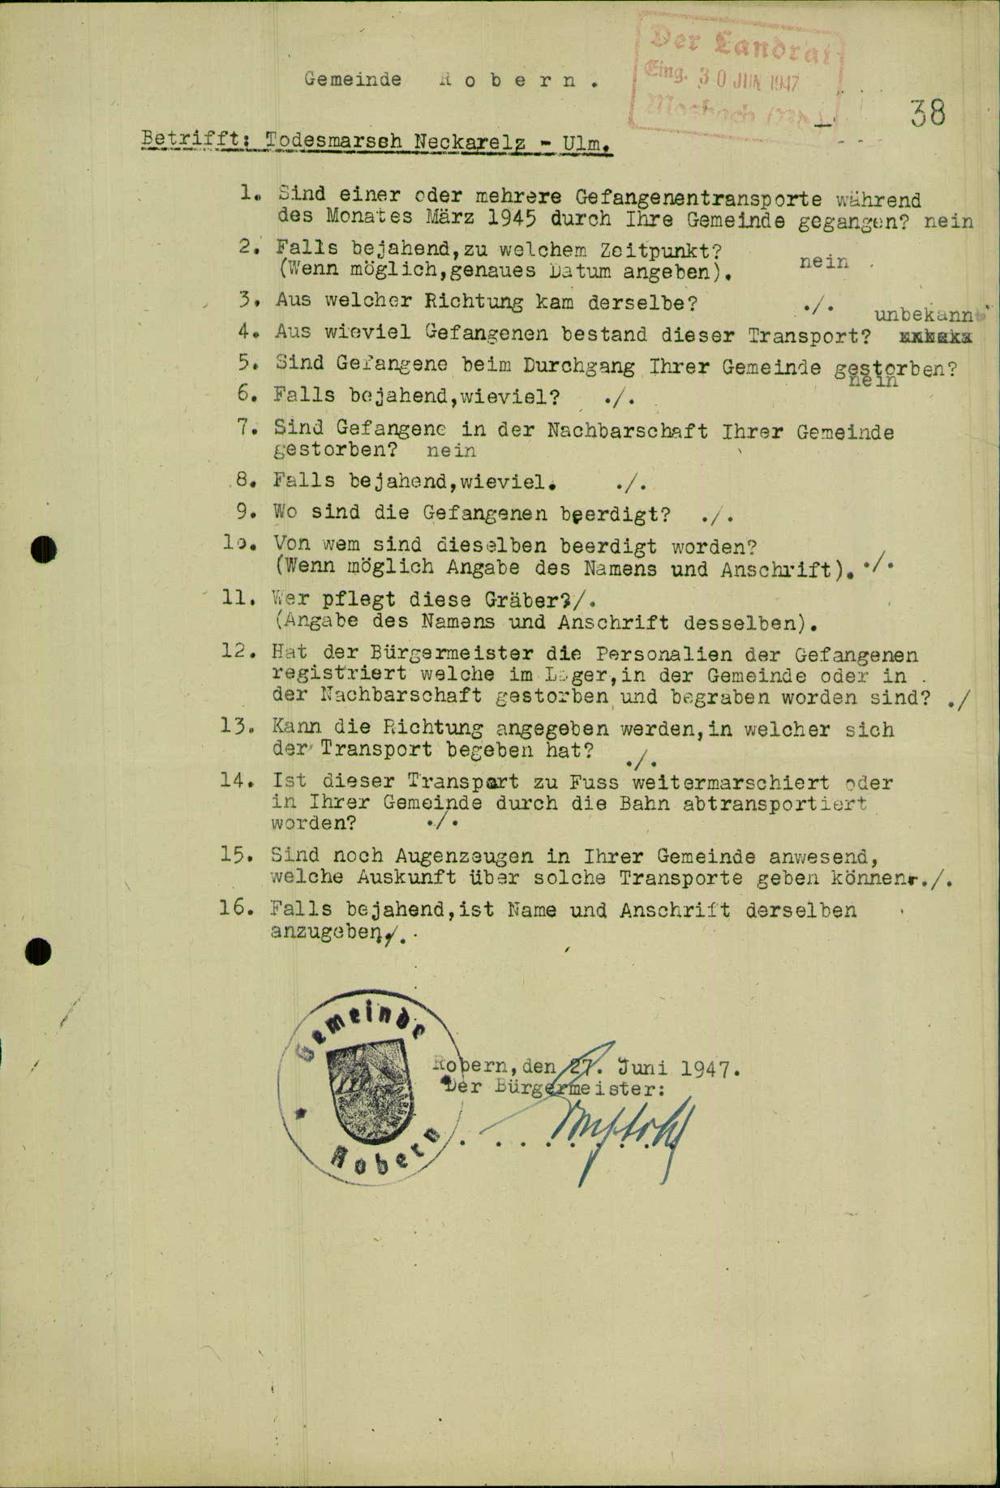 Der Landrat
Eing. 30 JUN 1947
Mosbach
Gemeinde Robern.
38
Betrifft: Todesmarsch Neckarelz - Ulm.
1. Sind einer oder mehrere Gefangenentransporte während
des Monates März 1945 durch Ihre Gemeinde gegangen? nein
2. Falls bejahend,zu welchem Zeitpunkt?
(Wenn möglich,genaues Datum angeben). nein
3. Aus welcher Richtung kam derselbe? ./.
unbekannt
4. Aus wieviel Gefangenen bestand dieser Transport?
5. Sind Gefangene beim Durchgang Ihrer Gemeinde gestorben?
nein
6. Falls bejahend,wieviel? ./.
7. Sind Gefangene in der Nachbarschaft Ihrer Gemeinde
gestorben? nein
8. Falls bejahend,wieviel. ./.
9. Wo sind die Gefangenen beerdigt? ./.
1o. Von wem sind dieselben beerdigt worden?
(Wenn möglich Angabe des Namens und Anschrift). ./.
11. Wer pflegt diese Gräber?/.
(Angabe des Namens und Anschrift desselben).
12. Hat der Bürgermeister die Personalien der Gefangenen
registriert welche im Lager,in der Gemeinde oder in
der Nachbarschaft gestorben und begraben worden sind? ./
13. Kann die Richtung angegeben werden,in welcher sich
der Transport begeben hat? ./.
14. Ist dieser Transport zu Fuss weitermarschiert oder
in Ihrer Gemeinde durch die Bahn abtransportiert
worden? ./.
15. Sind noch Augenzeugen in Ihrer Gemeinde anwesend,
welche Auskunft über solche Transporte geben können./.
16. Falls bejahend,ist Name und Anschrift derselben
anzugeben./.
Gemeinde
Robern
Robern,den 27. Juni 1947.
Der Bürgermeister: